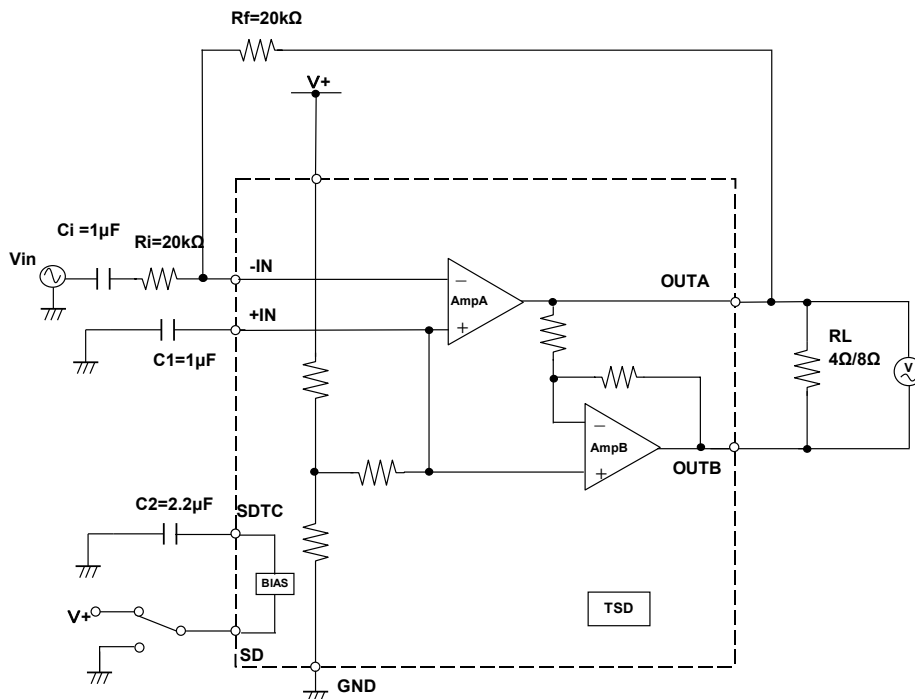 Rf=20kΩ
V+
Ci =1µF
Ri=20kΩ
Vin
-IN
+IN
C1=1µF
−
AmpA
+
OUTA
RL
4Ω/8Ω
V
−
AmpB
+
OUTB
C2=2.2µF
SDTC
BIAS
TSD
V+
SD
GND